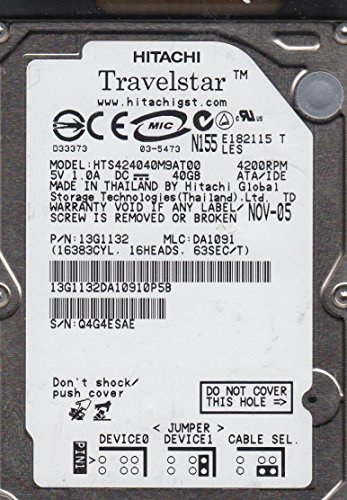 HITACHI
Travelstar ™
www.hitachigst.com
D33373 MIC 03-5473 N155 E182115 T
LES
MODEL: HTS424040M9AT00 4200RPM
5V 1.0A DC 40GB ATA/IDE
MADE IN THAILAND BY Hitachi Global
Storage Technologies(Thailand).Ltd. TD
WARRANTY VOID IF ANY LABEL/
SCREW IS REMOVED OR BROKEN NOV-05
P/N:13G1132 MLC:DA1091
(16383CYL. 16HEADS. 63SEC/T)
13G1132DA10910P5B
S/N:Q4G4ESAE
Don't shock/
push cover
DO NOT COVER
THIS HOLE =>
< JUMPER >
DEVICE0 DEVICE1 CABLE SEL.
PIN1